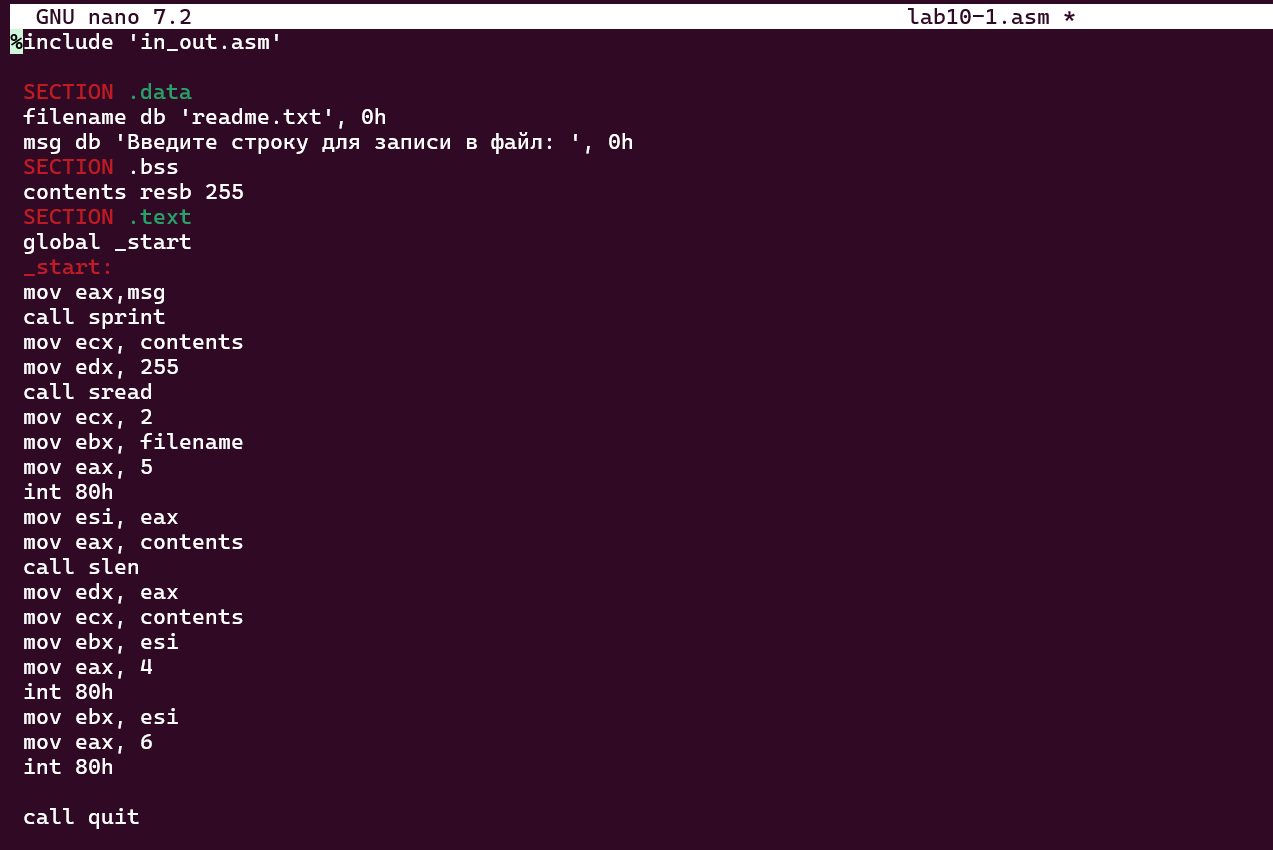 GNU nano 7.2 lab10-1.asm *
%include 'in_out.asm'
SECTION .data
filename db 'readme.txt', 0h
msg db 'Введите строку для записи в файл: ', 0h
SECTION .bss
contents resb 255
SECTION .text
global _start
_start:
mov eax,msg
call sprint
mov ecx, contents
mov edx, 255
call sread
mov ecx, 2
mov ebx, filename
mov eax, 5
int 80h
mov esi, eax
mov eax, contents
call slen
mov edx, eax
mov ecx, contents
mov ebx, esi
mov eax, 4
int 80h
mov ebx, esi
mov eax, 6
int 80h
call quit